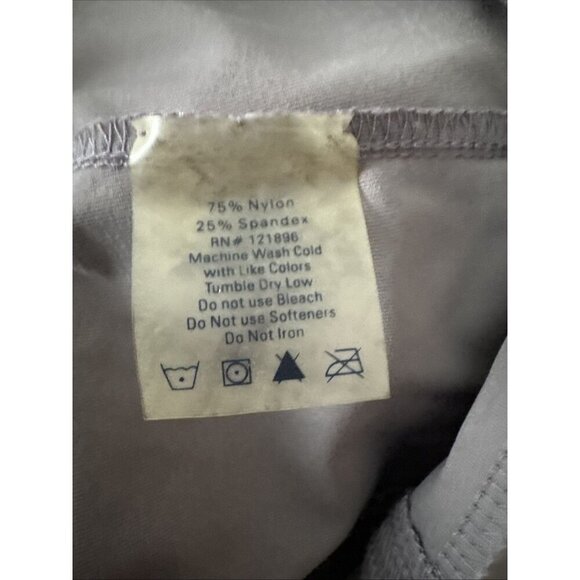 75% Nylon
25% Spandex
RN# 121896
Machine Wash Cold
with Like Colors
Tumble Dry Low
Do not use Bleach
Do Not use Softeners
Do Not Iron